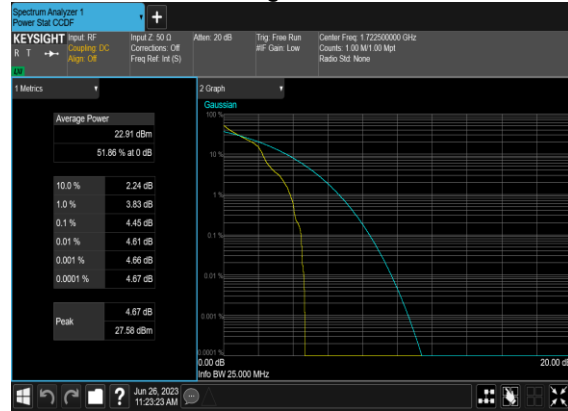 Spectrum Analyzer 1
Power Stat CCDF
KEYSIGHT
R T
LXI
Input: RF
Coupling: DC
Align: Off
Input Z: 50 Ω
Corrections: Off
Freq Ref: Int (S)
Atten: 20 dB
Trig: Free Run
#IF Gain: Low
Center Freq: 1.722500000 GHz
Counts: 1.00 M/1.00 Mpt
Radio Std: None
1 Metrics
Average Power
22.91 dBm
51.86 % at 0 dB
10.0 % 2.24 dB
1.0 % 3.83 dB
0.1 % 4.45 dB
0.01 % 4.61 dB
0.001 % 4.66 dB
0.0001 % 4.67 dB
Peak
4.67 dB
27.58 dBm
2 Graph
Gaussian
100 %
10 %
1 %
0.1 %
0.01 %
0.001 %
0.0001 %
0.00 dB
20.00 dB
Info BW 25.000 MHz
?
Jun 26, 2023
11:23:23 AM